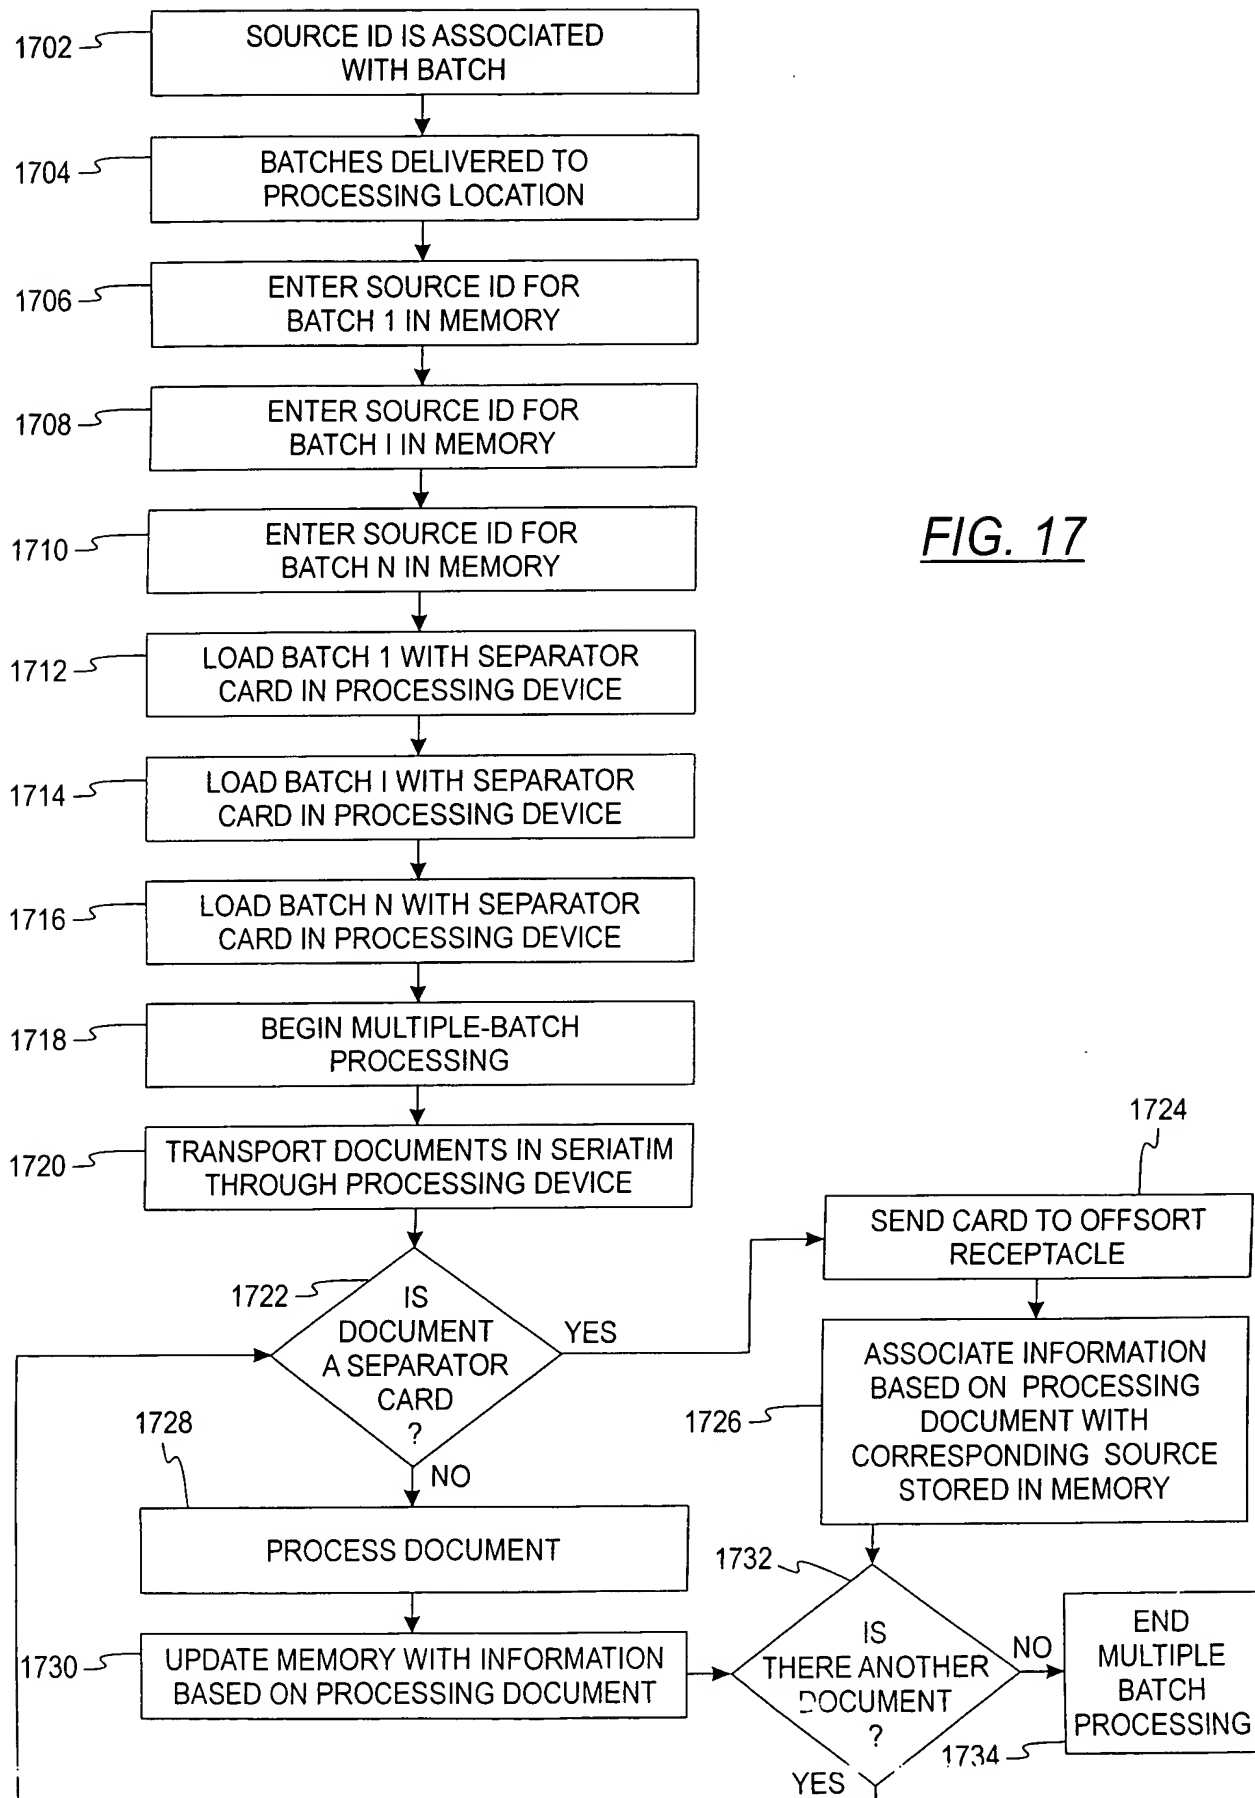 1702
SOURCE ID IS ASSOCIATED
WITH BATCH
1704
BATCHES DELIVERED TO
PROCESSING LOCATION
1706
ENTER SOURCE ID FOR
BATCH 1 IN MEMORY
1708
ENTER SOURCE ID FOR
BATCH I IN MEMORY
1710
ENTER SOURCE ID FOR
BATCH N IN MEMORY
FIG. 17
1712
LOAD BATCH 1 WITH SEPARATOR
CARD IN PROCESSING DEVICE
1714
LOAD BATCH I WITH SEPARATOR
CARD IN PROCESSING DEVICE
1716
LOAD BATCH N WITH SEPARATOR
CARD IN PROCESSING DEVICE
1718
BEGIN MULTIPLE-BATCH
PROCESSING
1720
TRANSPORT DOCUMENTS IN SERIATIM
THROUGH PROCESSING DEVICE
1722
IS
DOCUMENT
A SEPARATOR
CARD
?
YES
NO
1724
SEND CARD TO OFFSORT
RECEPTACLE
1726
ASSOCIATE INFORMATION
BASED ON PROCESSING
DOCUMENT WITH
CORRESPONDING SOURCE
STORED IN MEMORY
1728
PROCESS DOCUMENT
1730
UPDATE MEMORY WITH INFORMATION
BASED ON PROCESSING DOCUMENT
1732
IS
THERE ANOTHER
DOCUMENT
?
NO
YES
1734
END
MULTIPLE
BATCH
PROCESSING